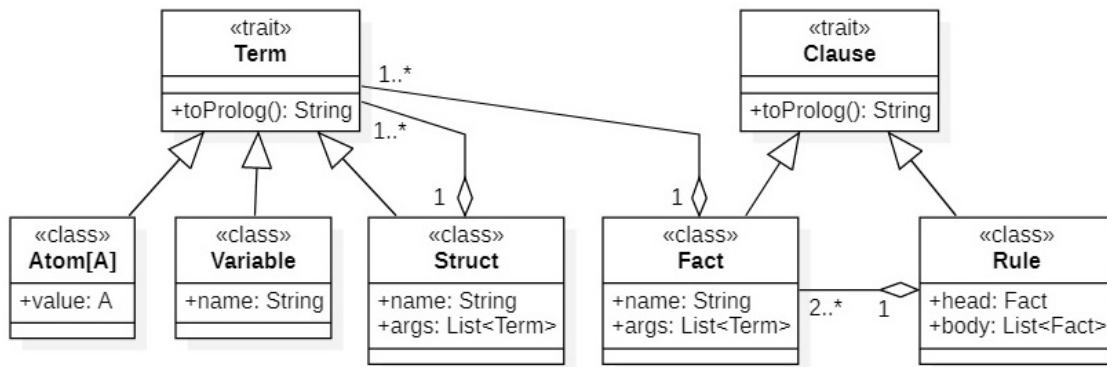 «trait»
Term
+toProlog(): String
«trait»
Clause
+toProlog(): String
1..*
1..*
1
1
«class»
Atom[A]
+value: A
«class»
Variable
+name: String
«class»
Struct
+name: String
+args: List<Term>
«class»
Fact
+name: String
+args: List<Term>
2..*
1
«class»
Rule
+head: Fact
+body: List<Fact>